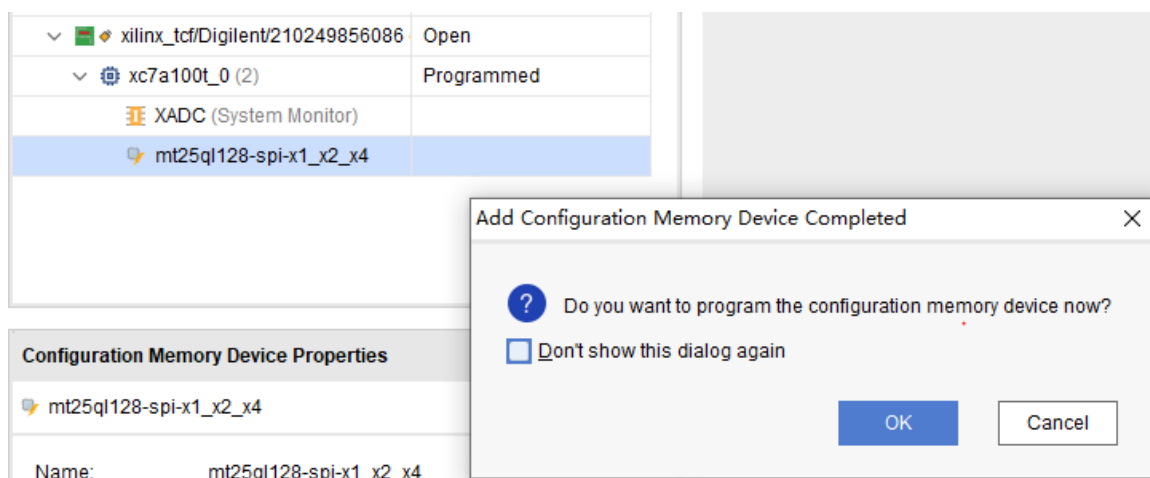 xilinx_tcf/Digilent/210249856086 Open
xc7a100t_0 (2) Programmed
XADC (System Monitor)
mt25ql128-spi-x1_x2_x4
Add Configuration Memory Device Completed
? Do you want to program the configuration memory device now?
Don't show this dialog again
OK Cancel
Configuration Memory Device Properties
mt25ql128-spi-x1_x2_x4
Name: mt25ql128-spi-x1_x2_x4